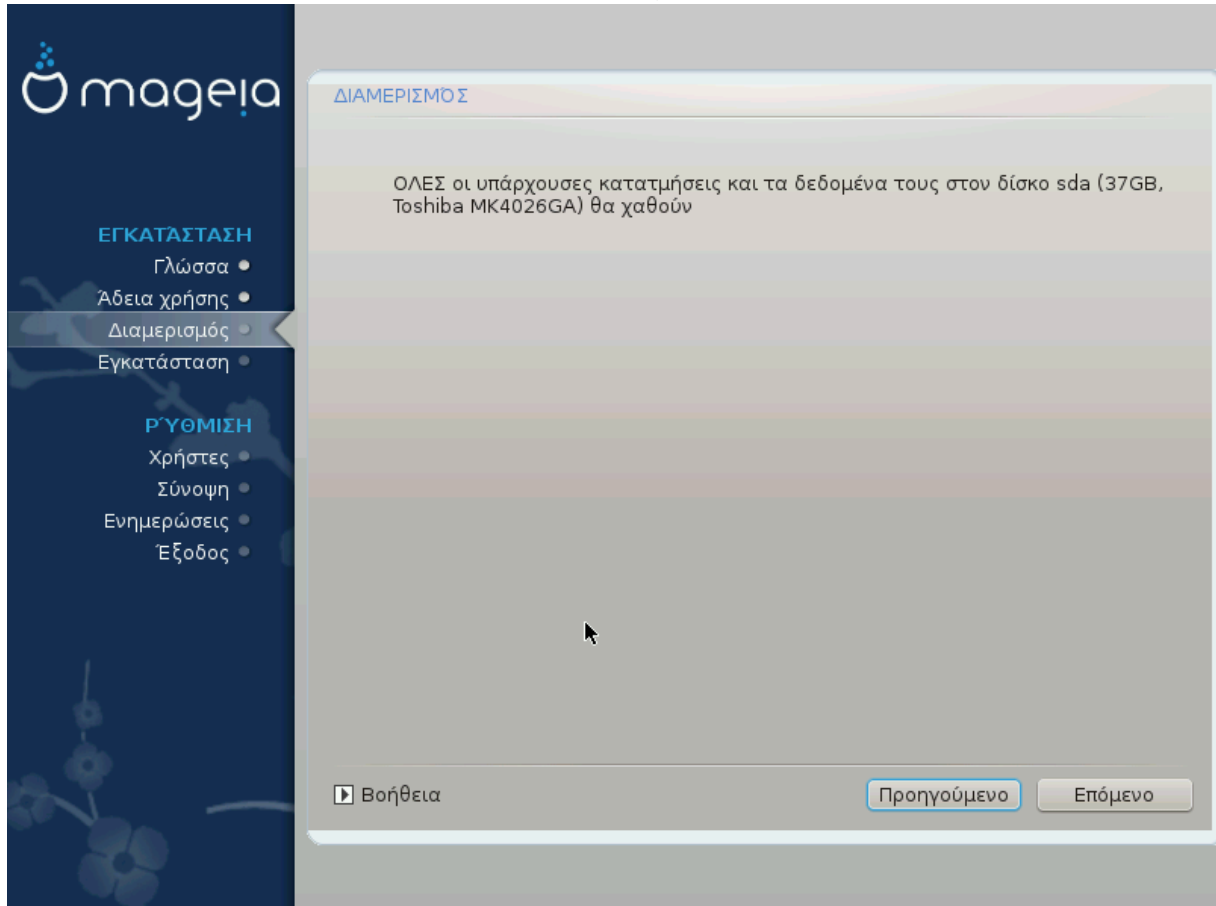 mageia
ΕΓΚΑΤΆΣΤΑΣΗ
Γλώσσα
Άδεια χρήσης
Διαμερισμός
Εγκατάσταση
ΡΎΘΜΙΣΗ
Χρήστες
Σύνοψη
Ενημερώσεις
Έξοδος
ΔΙΑΜΕΡΙΣΜΌΣ
ΟΛΕΣ οι υπάρχουσες κατατμήσεις και τα δεδομένα τους στον δίσκο sda (37GB,
Toshiba MK4026GA) θα χαθούν
Βοήθεια
Προηγούμενο
Επόμενο